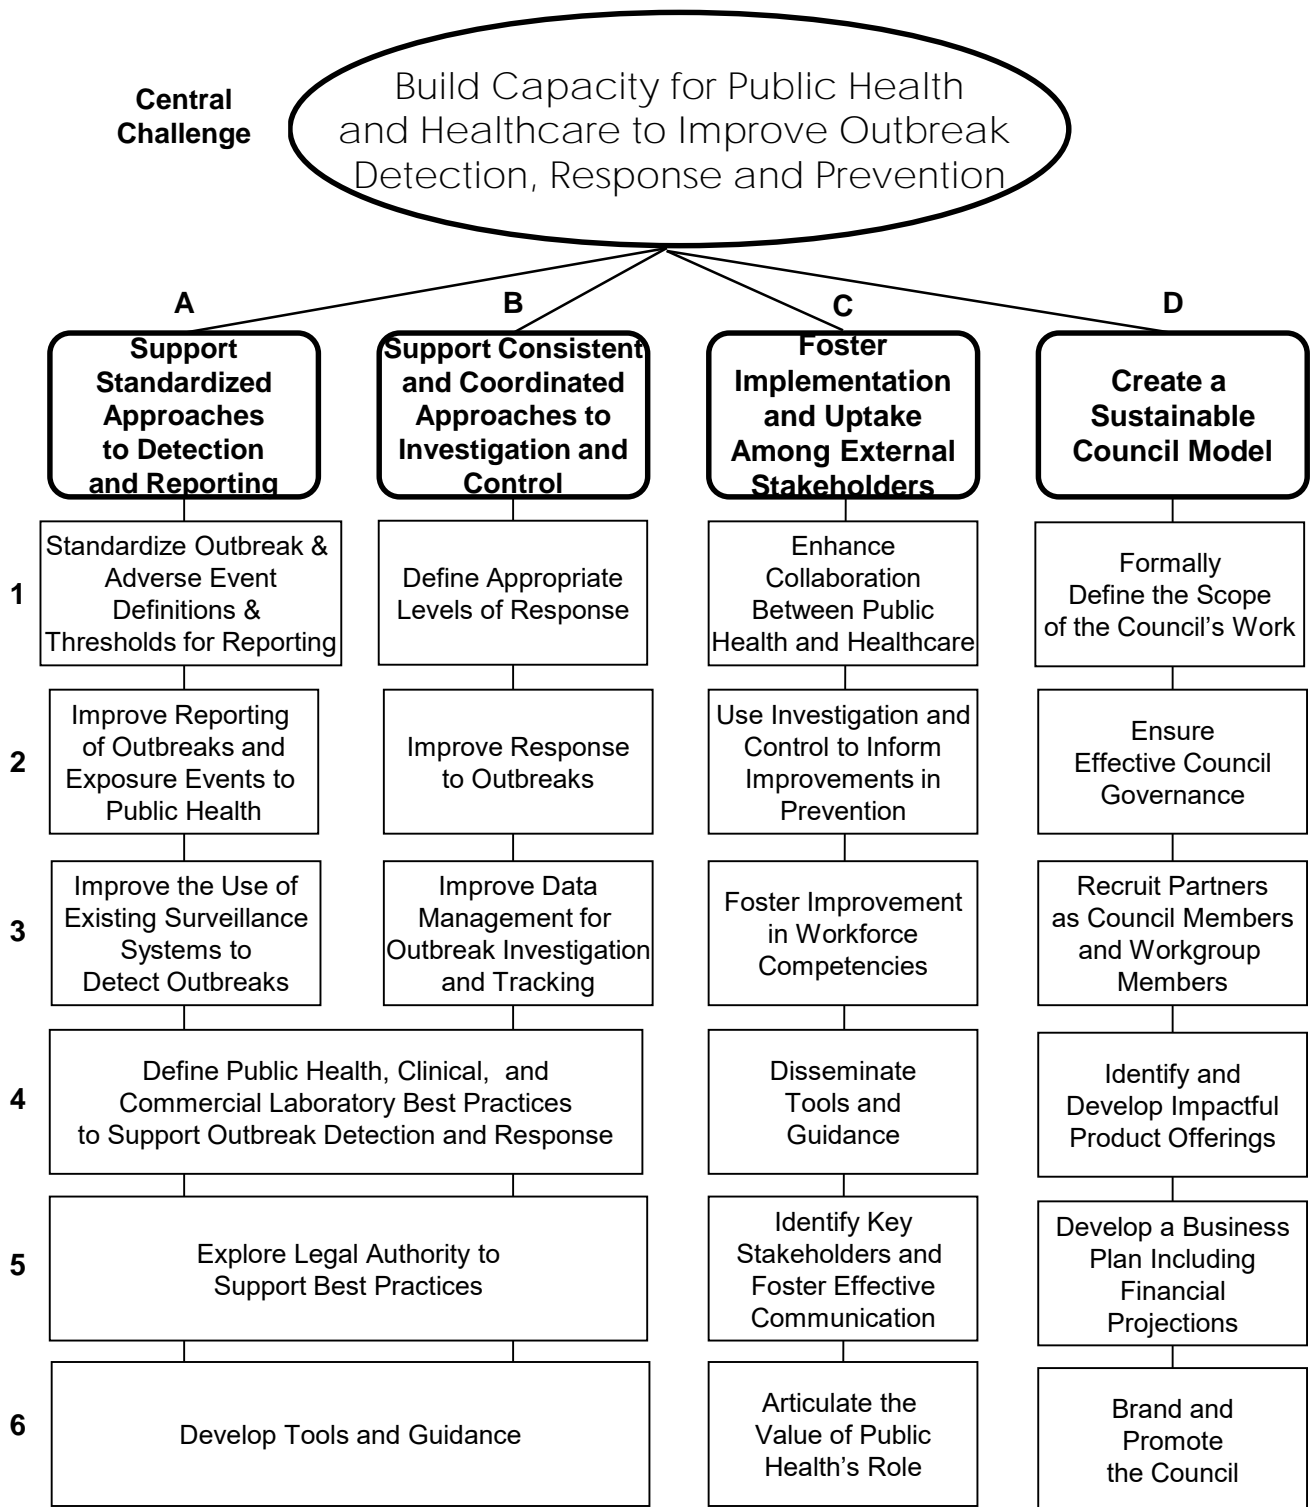 Central
Challenge
Build Capacity for Public Health
and Healthcare to Improve Outbreak
Detection, Response and Prevention
A
B
C
D
Support
Standardized
Approaches
to Detection
and Reporting
Support Consistent
and Coordinated
Approaches to
Investigation and
Control
Foster
Implementation
and Uptake
Among External
Stakeholders
Create a
Sustainable
Council Model
1
Standardize Outbreak &
Adverse Event
Definitions &
Thresholds for Reporting
Define Appropriate
Levels of Response
Enhance
Collaboration
Between Public
Health and Healthcare
Formally
Define the Scope
of the Council’s Work
2
Improve Reporting
of Outbreaks and
Exposure Events to
Public Health
Improve Response
to Outbreaks
Use Investigation and
Control to Inform
Improvements in
Prevention
Ensure
Effective Council
Governance
3
Improve the Use of
Existing Surveillance
Systems to
Detect Outbreaks
Improve Data
Management for
Outbreak Investigation
and Tracking
Foster Improvement
in Workforce
Competencies
Recruit Partners
as Council Members
and Workgroup
Members
4
Define Public Health, Clinical, and
Commercial Laboratory Best Practices
to Support Outbreak Detection and Response
Disseminate
Tools and
Guidance
Identify and
Develop Impactful
Product Offerings
5
Explore Legal Authority to
Support Best Practices
Identify Key
Stakeholders and
Foster Effective
Communication
Develop a Business
Plan Including
Financial
Projections
6
Develop Tools and Guidance
Articulate the
Value of Public
Health’s Role
Brand and
Promote
the Council